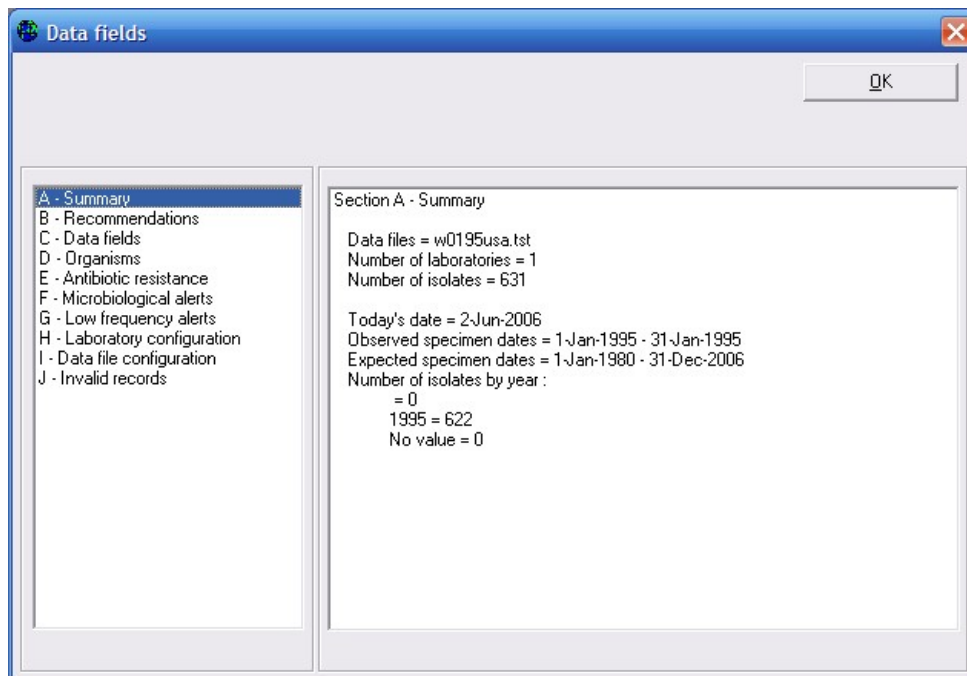 Data fields
OK
A - Summary
B - Recommendations
C - Data fields
D - Organisms
E - Antibiotic resistance
F - Microbiological alerts
G - Low frequency alerts
H - Laboratory configuration
I - Data file configuration
J - Invalid records
Section A - Summary
Data files = w0195usa.tst
Number of laboratories = 1
Number of isolates = 631
Today's date = 2-Jun-2006
Observed specimen dates = 1-Jan-1995 - 31-Jan-1995
Expected specimen dates = 1-Jan-1980 - 31-Dec-2006
Number of isolates by year :
= 0
1995 = 622
No value = 0